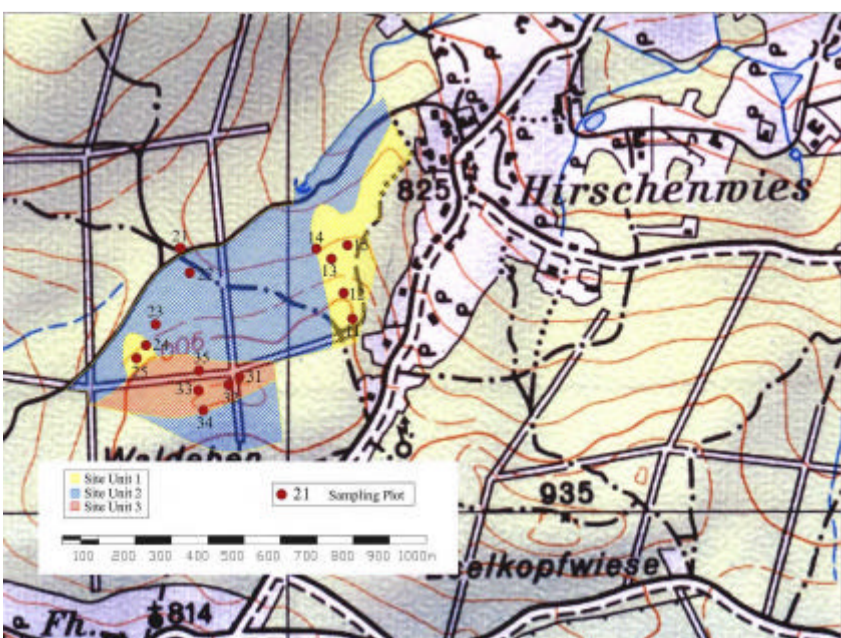 825
Hirschenwies
21
14
15
13
22
12
23
11
24
906
25
35
31
33
32
34
Waldeben
Site Unit 1
Site Unit 2
Site Unit 3
21 Sampling Plot
935
100 200 300 400 500 600 700 800 900 1000m
Eselkopfwiese
Fh.
814